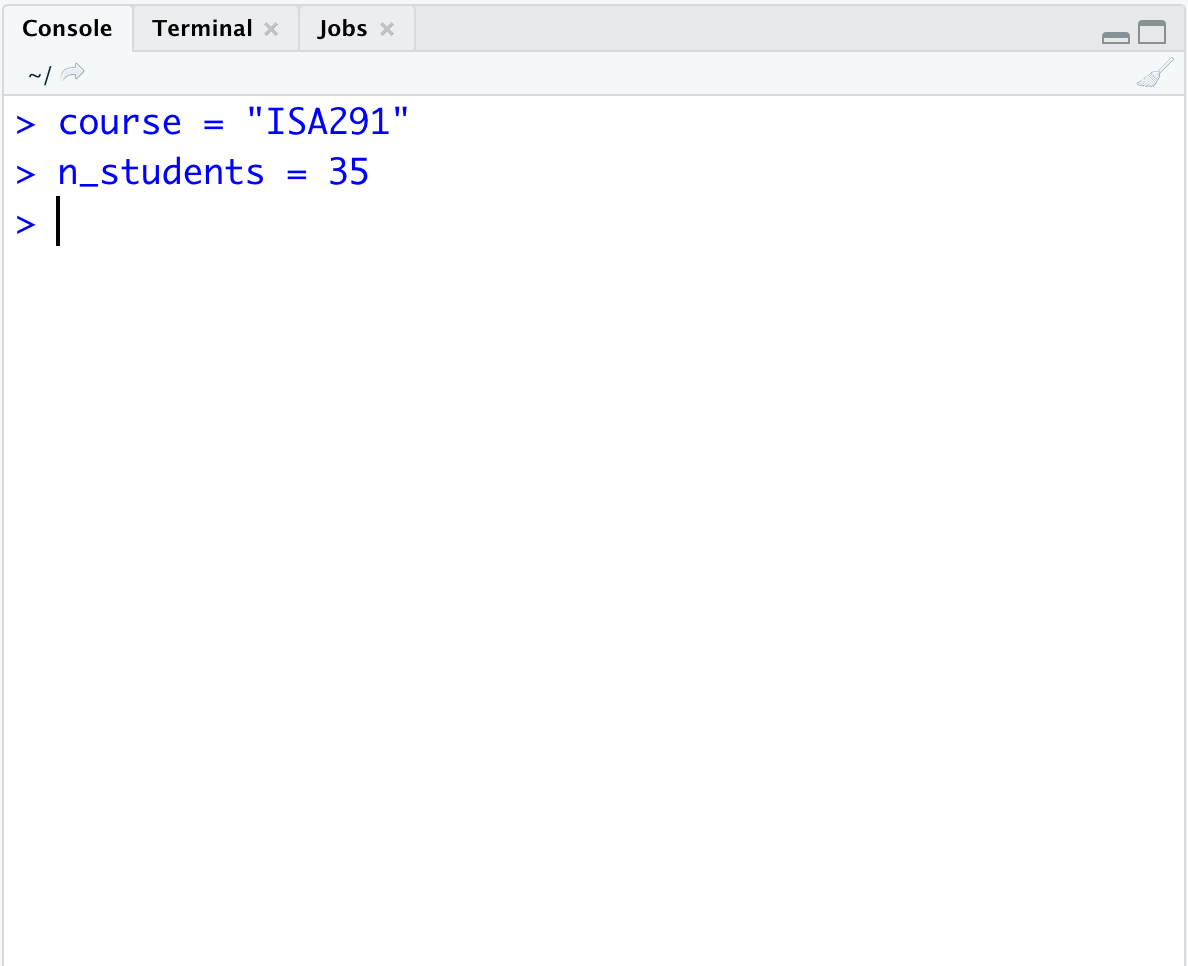 Console Terminal Jobs
~/
> course = "ISA291"
> n_students = 35
>